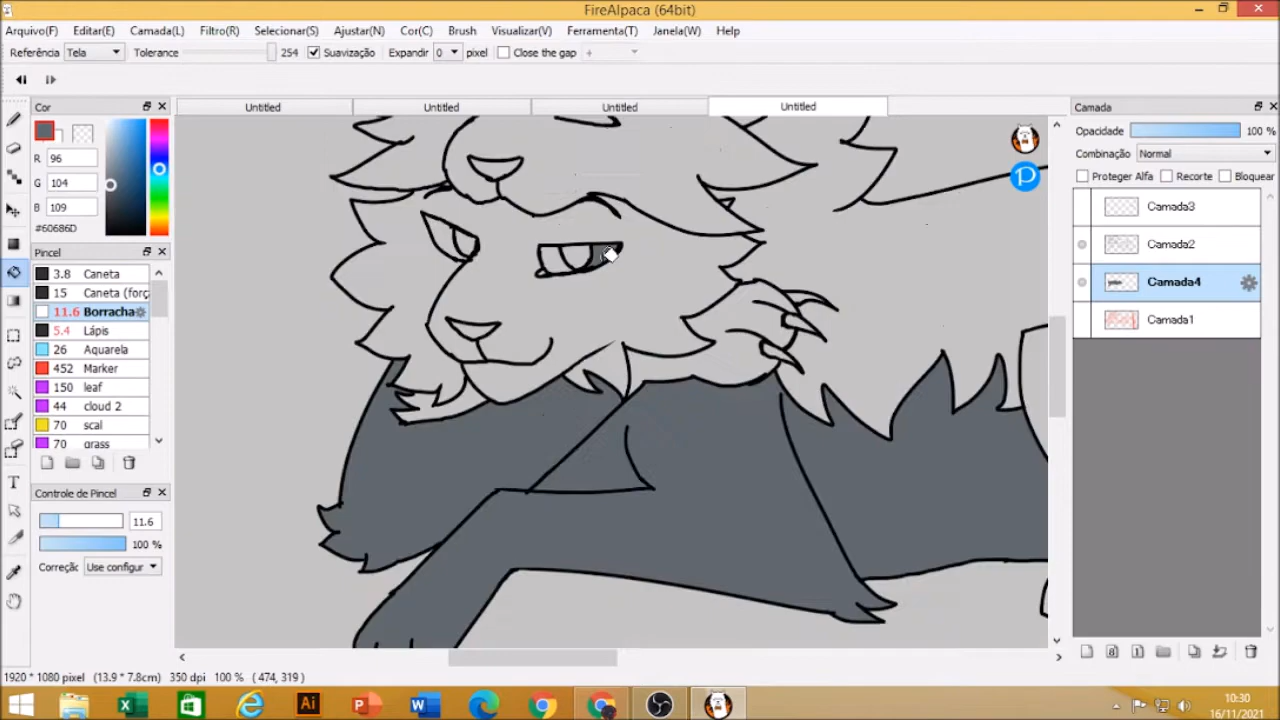 FireAlpaca (64bit)
Arquivo(F) Editar(E) Camada(L) Filtro(R) Selecionar(S) Ajustar(N) Cor(C) Brush Visualizar(V) Ferramenta(T) Janela(W) Help
Referência Tela Tolerance 254 Suavização Expandir 0 pixel Close the gap +
Cor Untitled Untitled Untitled Untitled Camada
Opacidade 100 %
R 96 Combinação Normal
G 104 Proteger Alfa Recorte Bloquear
B 109
#60686D
Camada3
Pincel Camada2
3.8 Caneta Camada4
15 Caneta (força
11.6 Borracha Camada1
5.4 Lápis
26 Aquarela
452 Marker
150 leaf
44 cloud 2
70 scal
70 grass
T
Controle de Pincel
11.6
100 %
Correção Use configur
1920 * 1080 pixel (13.9 * 7.8cm) 350 dpi 100 % ( 474, 319 )
10:30
16/11/2021